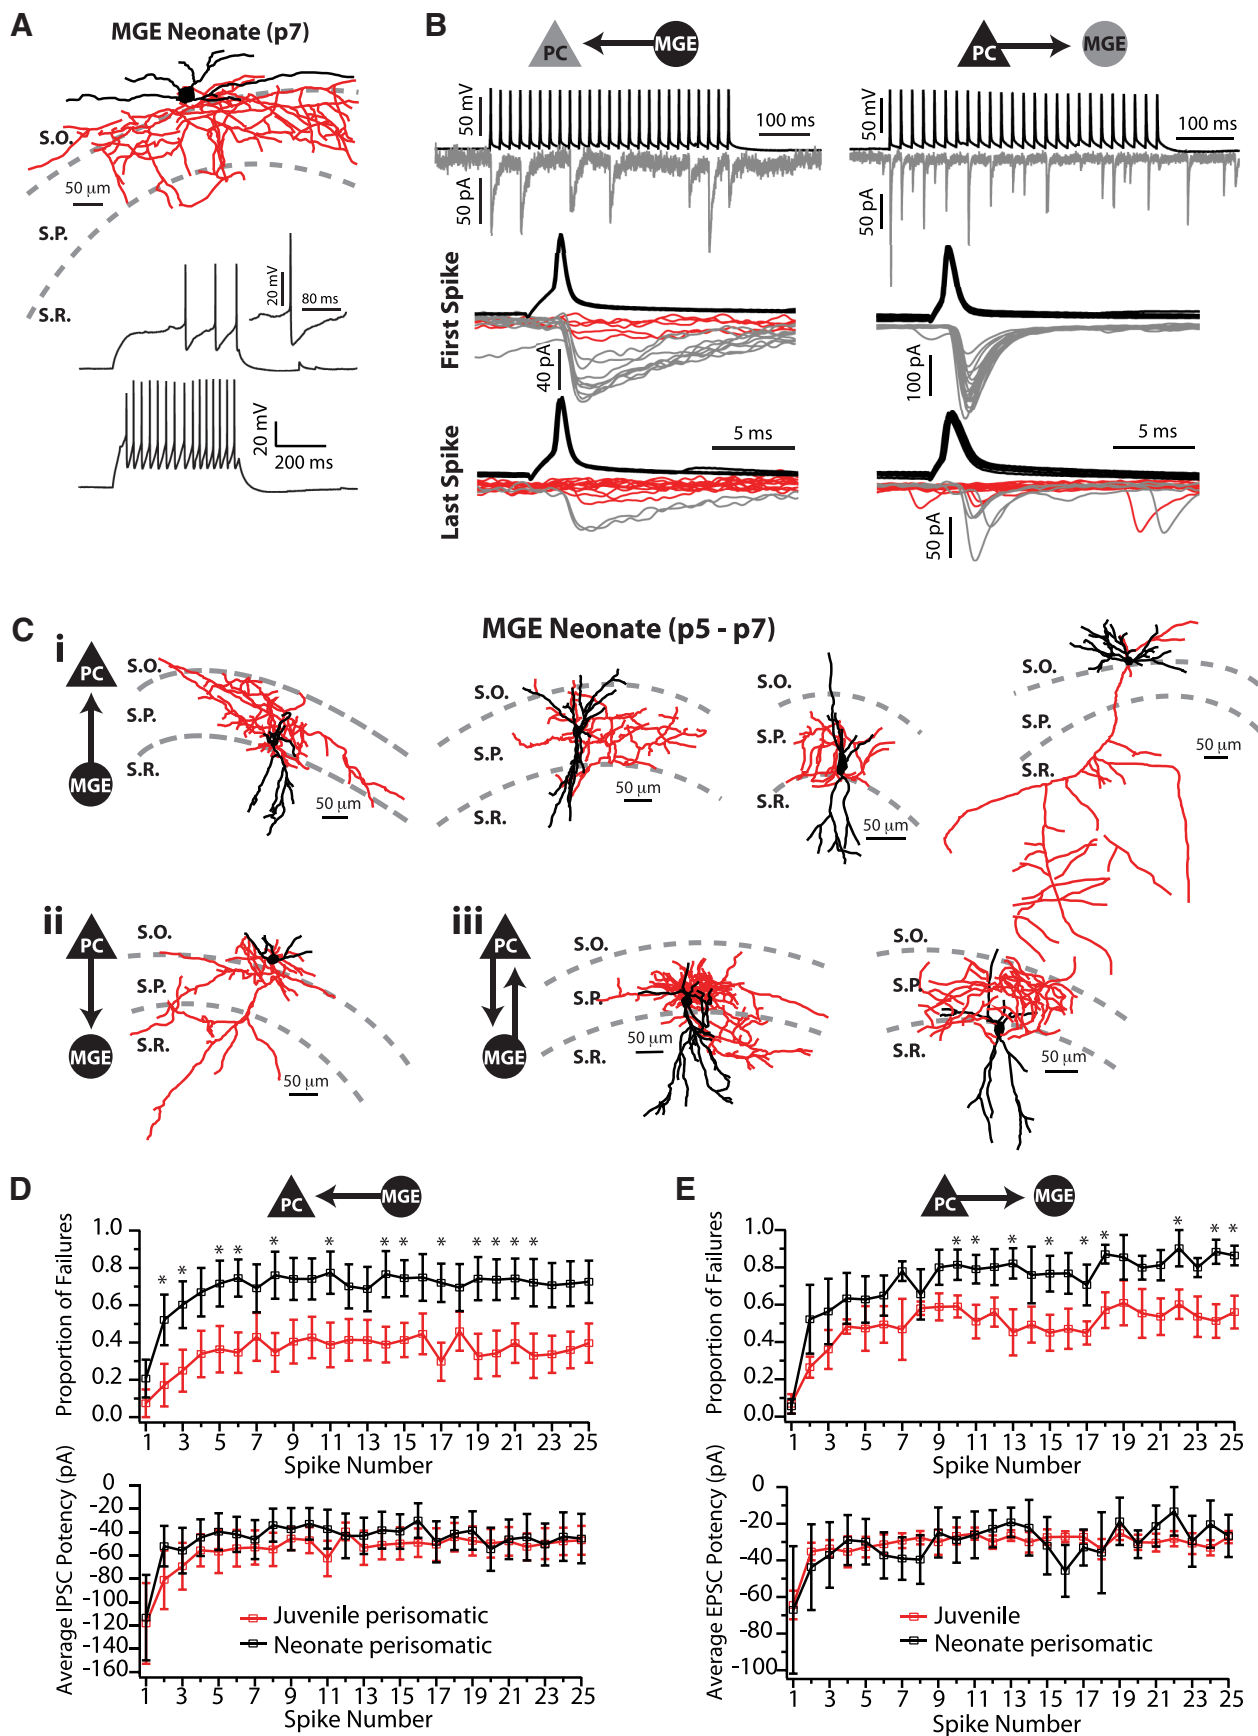 A
MGE Neonate (p7)
S.O.
50 μm
S.P.
S.R.
20 mV
80 ms
20 mV
200 ms
B
PC
MGE
PC
MGE
50 mV
100 ms
50 pA
50 mV
100 ms
50 pA
First Spike
40 pA
100 pA
Last Spike
5 ms
5 ms
50 pA
C
MGE Neonate (p5 - p7)
i
PC
MGE
S.O.
S.P.
S.R.
50 μm
S.O.
S.P.
S.R.
50 μm
S.O.
S.P.
S.R.
50 μm
S.O.
S.P.
S.R.
50 μm
ii
PC
MGE
S.O.
S.P.
S.R.
50 μm
iii
PC
MGE
S.O.
S.P.
S.R.
50 μm
S.O.
S.P.
S.R.
50 μm
D
PC
MGE
Proportion of Failures
1.0
0.8
0.6
0.4
0.2
0.0
* * * * * * * * * * * * *
1 3 5 7 9 11 13 15 17 19 21 23 25
Spike Number
Average IPSC Potency (pA)
0
-20
-40
-60
-80
-100
-120
-140
-160
Juvenile perisomatic
Neonate perisomatic
1 3 5 7 9 11 13 15 17 19 21 23 25
Spike Number
E
PC
MGE
Proportion of Failures
1.0
0.8
0.6
0.4
0.2
0.0
* * * * * * * * *
1 3 5 7 9 11 13 15 17 19 21 23 25
Spike Number
Average EPSC Potency (pA)
0
-20
-40
-60
-80
-100
Juvenile
Neonate perisomatic
1 3 5 7 9 11 13 15 17 19 21 23 25
Spike Number